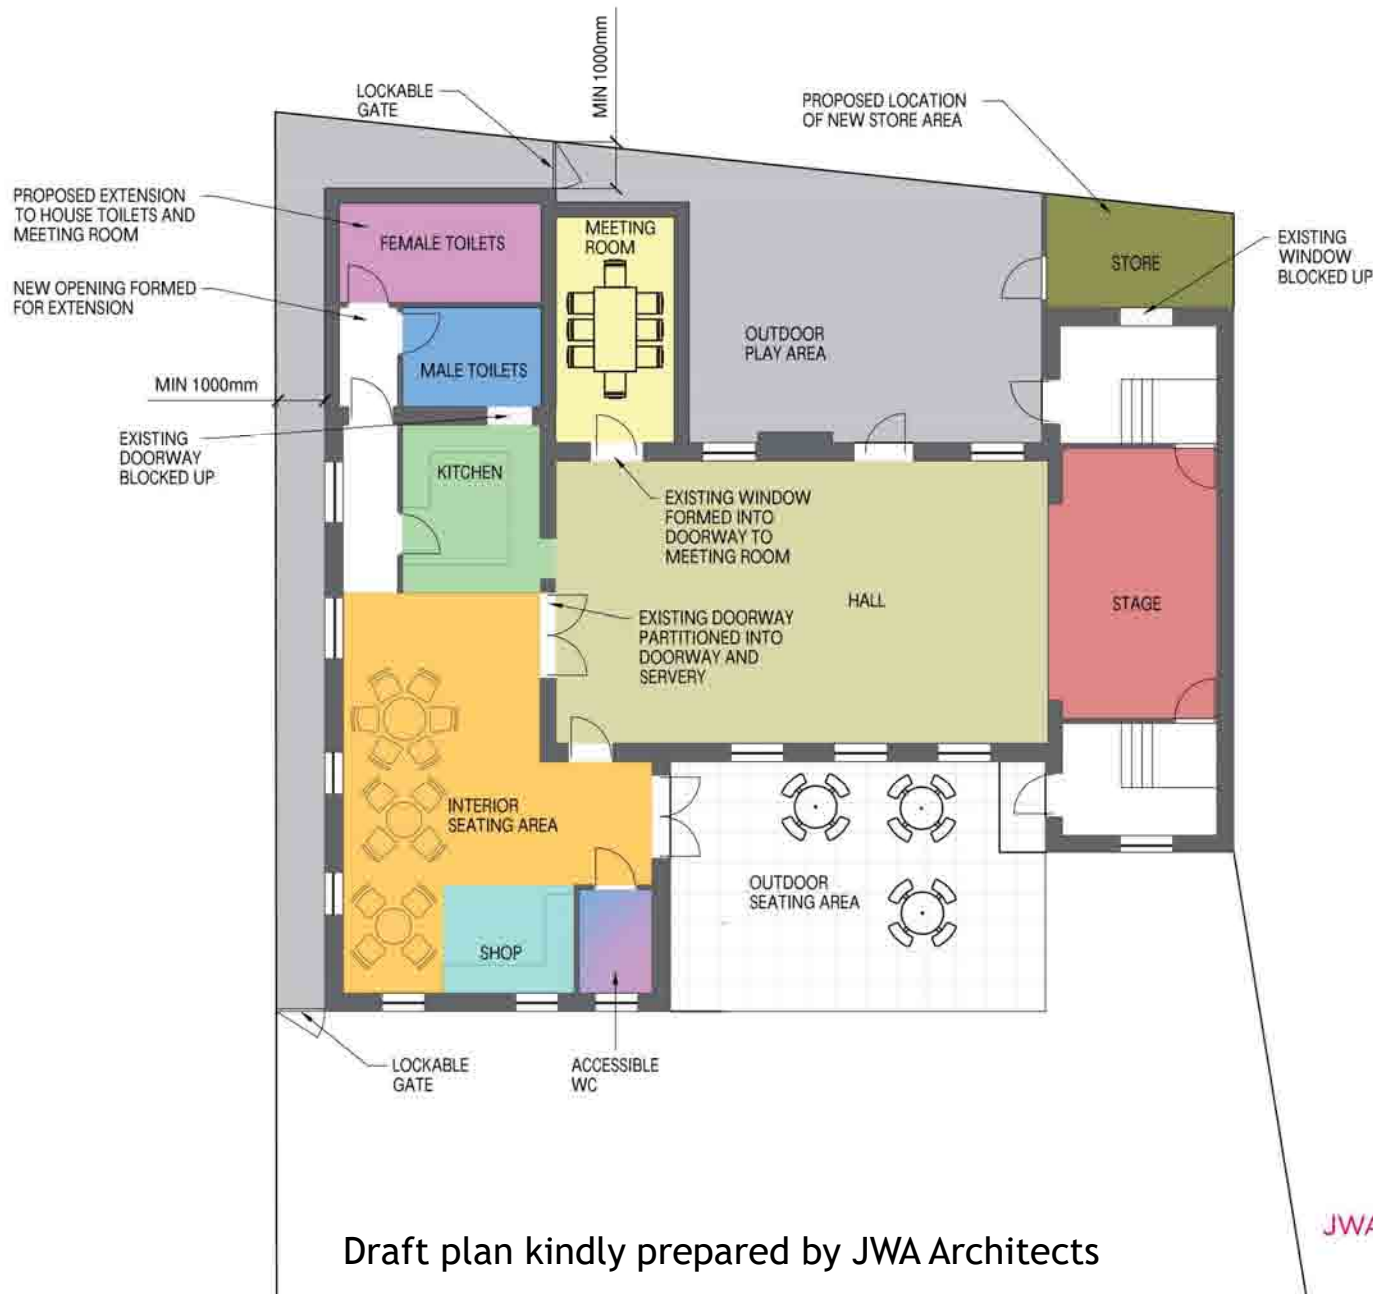 LOCKABLE
GATE
MIN 1000mm
PROPOSED LOCATION
OF NEW STORE AREA
PROPOSED EXTENSION
TO HOUSE TOILETS AND
MEETING ROOM
FEMALE TOILETS
MEETING
ROOM
STORE
EXISTING
WINDOW
BLOCKED UP
NEW OPENING FORMED
FOR EXTENSION
OUTDOOR
PLAY AREA
MALE TOILETS
MIN 1000mm
EXISTING
DOORWAY
BLOCKED UP
KITCHEN
EXISTING WINDOW
FORMED INTO
DOORWAY TO
MEETING ROOM
HALL
STAGE
EXISTING DOORWAY
PARTITIONED INTO
DOORWAY AND
SERVERY
INTERIOR
SEATING AREA
OUTDOOR
SEATING AREA
SHOP
LOCKABLE
GATE
ACCESSIBLE
WC
JWA
Draft plan kindly prepared by JWA Architects